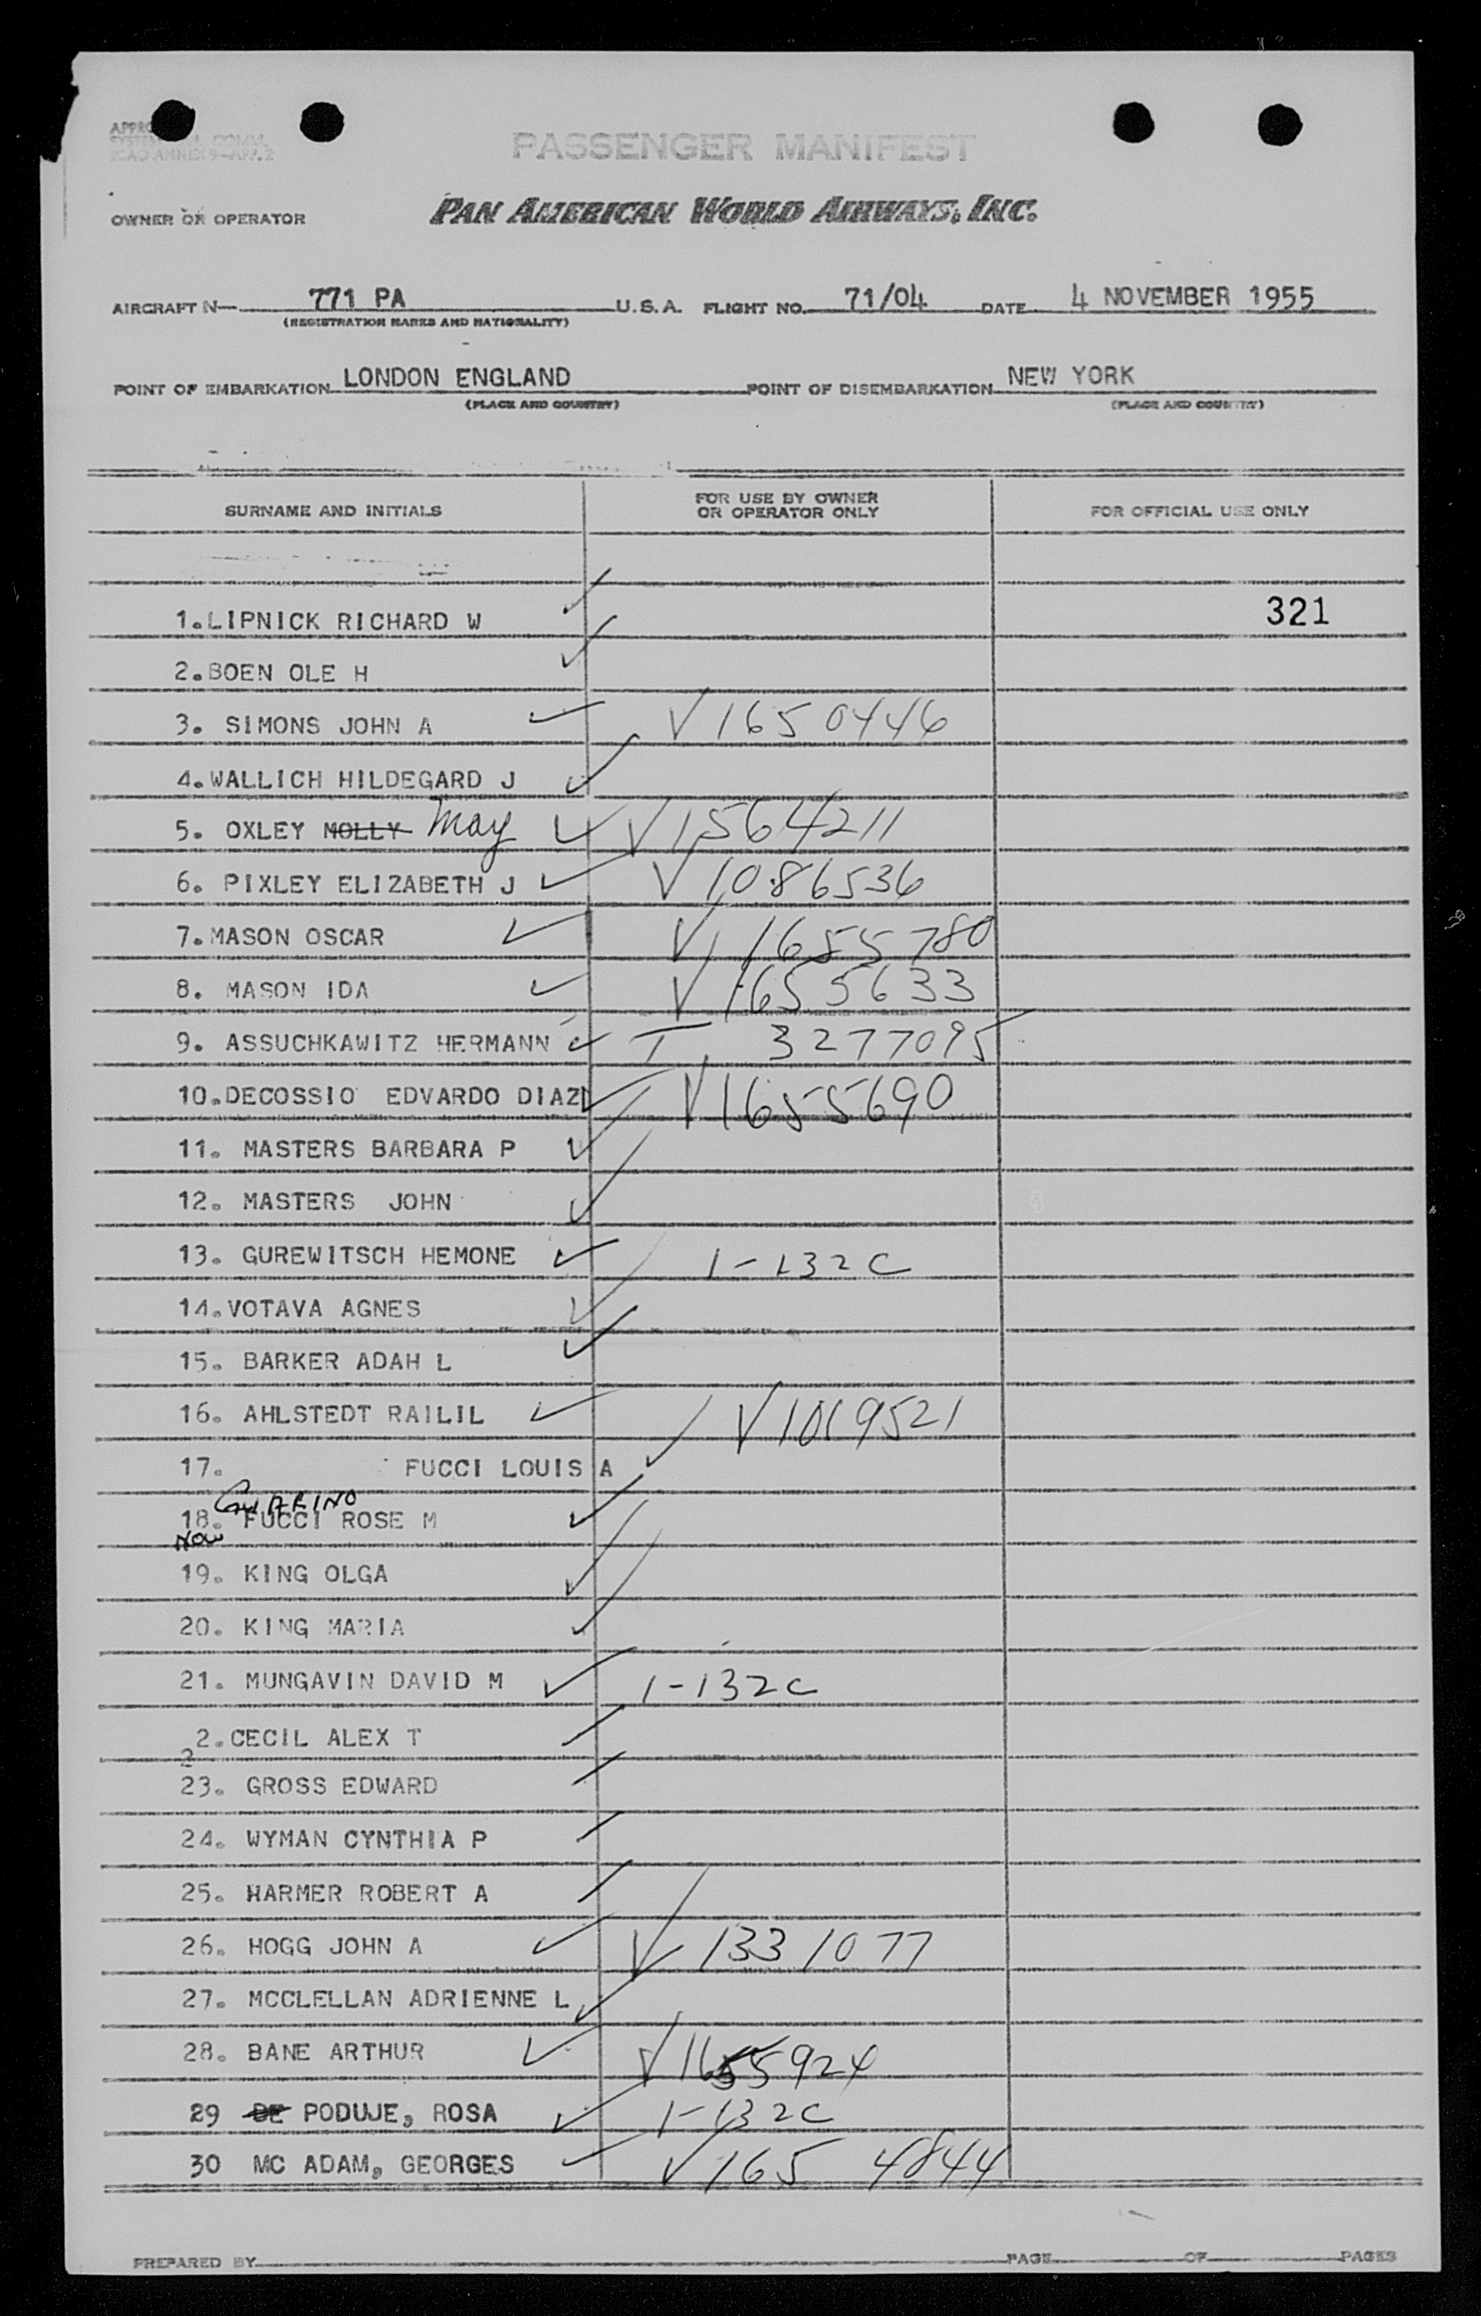 PASSENGER MANIFEST
ICAO ANNEX 9-APP. 2
OWNER OR OPERATOR PAN AMERICAN WORLD AIRWAYS, INC.
AIRCRAFT N— 771 PA U.S.A. FLIGHT NO. 71/04 DATE 4 NOVEMBER 1955
(REGISTRATION MARKS AND NATIONALITY)
POINT OF EMBARKATION LONDON ENGLAND POINT OF DISEMBARKATION NEW YORK
(PLACE AND COUNTRY) (PLACE AND COUNTRY)
SURNAME AND INITIALS FOR USE BY OWNER OR OPERATOR ONLY FOR OFFICIAL USE ONLY
321
1. LIPNICK RICHARD W
2. BOEN OLE H
3. SIMONS JOHN A V 1650446
4. WALLICH HILDEGARD J
5. OXLEY MOLLY May V 1564211
6. PIXLEY ELIZABETH J V 1086536
7. MASON OSCAR V 1655780
8. MASON IDA V 1655633
9. ASSUCHKAWITZ HERMANN T 3277095
10. DECOSSIO EDVARDO DIAZ V 1655690
11. MASTERS BARBARA P
12. MASTERS JOHN
13. GUREWITSCH HEMONE 1-132C
14. VOTAVA AGNES
15. BARKER ADAH L
16. AHLSTEDT RAILIL V 1019521
17. FUCCI LOUIS A
GUARINO
18. FUCCI ROSE M
NOW
19. KING OLGA
20. KING MARIA
21. MUNGAVIN DAVID M 1-132C
22. CECIL ALEX T
23. GROSS EDWARD
24. WYMAN CYNTHIA P
25. HARMER ROBERT A
26. HOGG JOHN A V 1331077
27. MCCLELLAN ADRIENNE L
28. BANE ARTHUR V 1655924
29 DE PODUJE, ROSA 1-132C
30 MC ADAM, GEORGES V 1654844
PREPARED BY PAGE OF PAGES